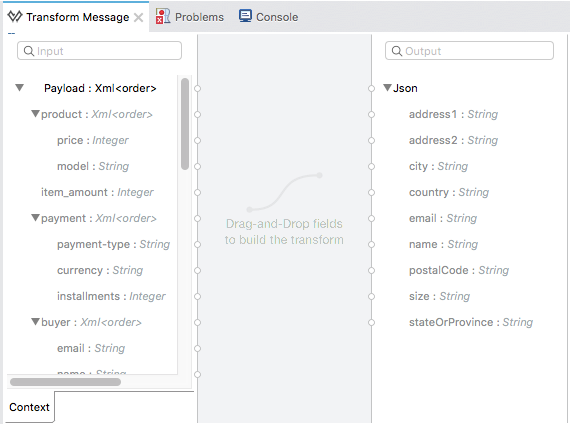 Transform Message
Problems
Console
Input
Payload : Xml<order>
product : Xml<order>
price : Integer
model : String
item_amount : Integer
payment : Xml<order>
payment-type : String
currency : String
installments : Integer
buyer : Xml<order>
email : String
name : String
Context
Drag-and-Drop fields
to build the transform
Output
Json
address1 : String
address2 : String
city : String
country : String
email : String
name : String
postalCode : String
size : String
stateOrProvince : String